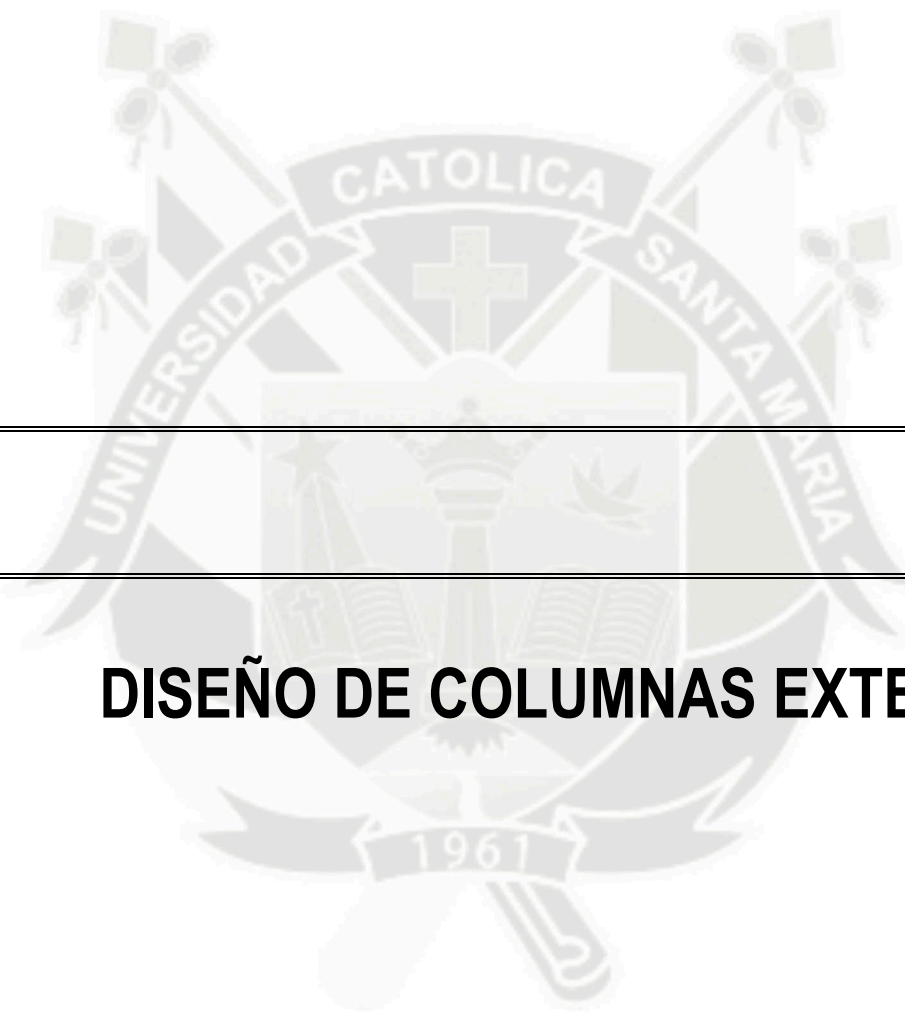 CATOLICA
UNIVERSIDAD
SANTA MARIA
DISEÑO DE COLUMNAS EXTE
1961